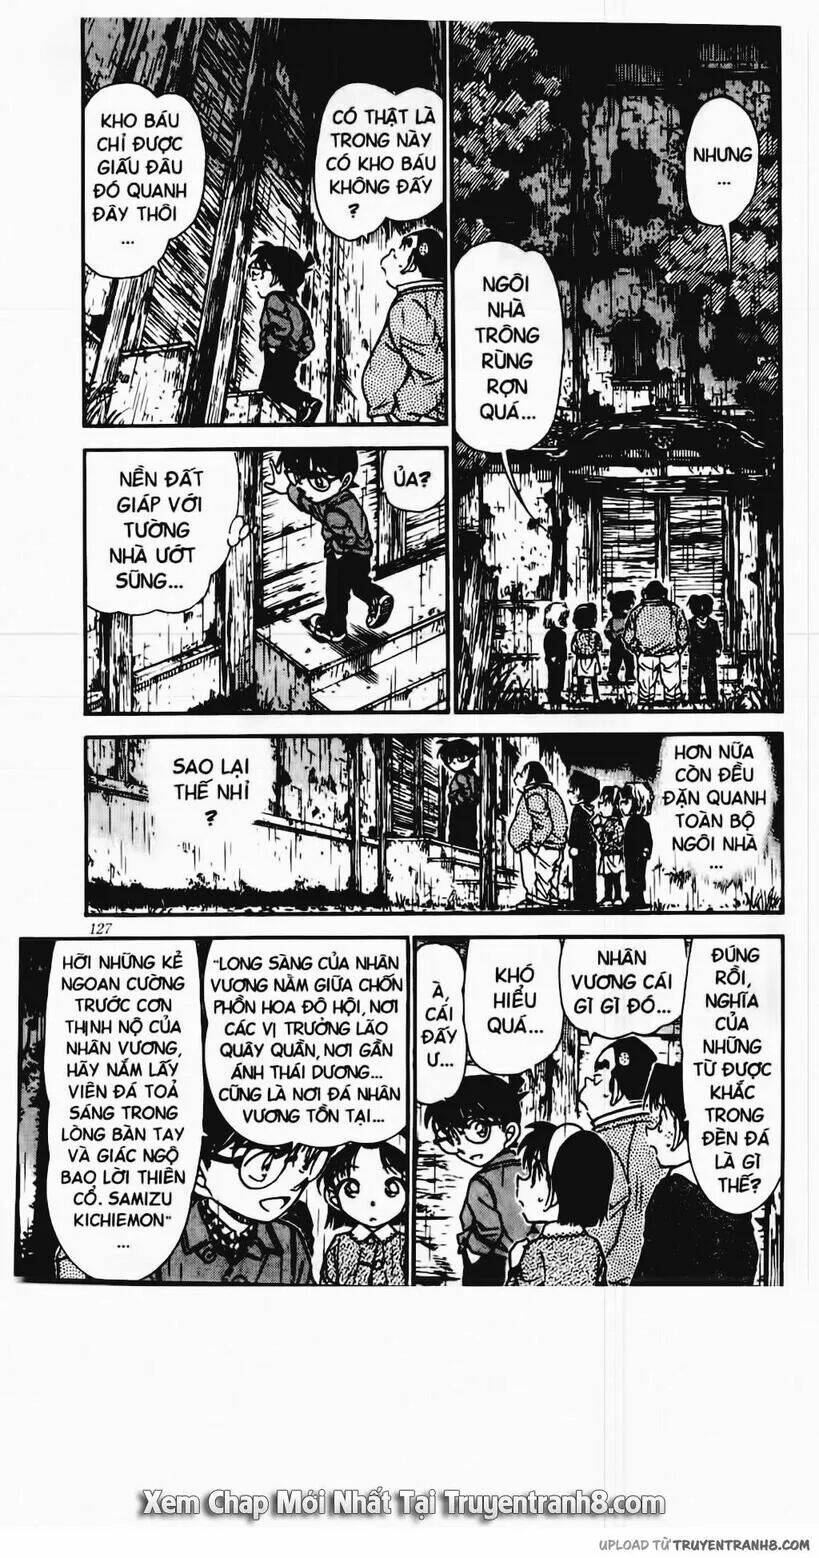 NHƯNG
...
NGÔI
NHÀ
TRÔNG
RÙNG
RỢN
QUÁ...
CÓ THẬT LÀ
TRONG NÀY
CÓ KHO BÁU
KHÔNG ĐẤY
?
KHO BÁU
CHỈ ĐƯỢC
GIẤU ĐÂU
ĐÓ QUANH
ĐÂY THÔI
...
ỦA?
NỀN ĐẤT
GIÁP VỚI
TƯỜNG
NHÀ ƯỚT
SŨNG...
HƠN NỮA
CÒN ĐỀU
ĐẶN QUANH
TOÀN BỘ
NGÔI NHÀ
...
SAO LẠI
THẾ NHỈ
?
127
ĐÚNG
RỒI,
NGHĨA
CỦA
NHỮNG
TỪ ĐƯỢC
KHẮC
TRONG
ĐÈN ĐÁ
LÀ GÌ
THẾ?
NHÂN
VƯƠNG CÁI
GÌ GÌ ĐÓ...
KHÓ
HIỂU
QUÁ...
À,
CÁI
ĐẤY
Ư...
"LONG SÀNG CỦA NHÂN
VƯƠNG NẰM GIỮA CHỐN
PHỒN HOA ĐÔ HỘI, NƠI
CÁC VỊ TRƯỞNG LÃO
QUÂY QUẦN, NƠI GẦN
ÁNH THÁI DƯƠNG...
CŨNG LÀ NƠI ĐÁ NHÂN
VƯƠNG TỒN TẠI...
HỠI NHỮNG KẺ
NGOAN CƯỜNG
TRƯỚC CƠN
THỊNH NỘ CỦA
NHÂN VƯƠNG,
HÃY NẮM LẤY
VIÊN ĐÁ TOẢ
SÁNG TRONG
LÒNG BÀN TAY
VÀ GIÁC NGỘ
BAO LỜI THIÊN
CỔ. SAMIZU
KICHIEMON"
...
Xem Chap Mới Nhất Tại Truyentranh8.com
UPLOAD TỪ TRUYENTRANH8.COM